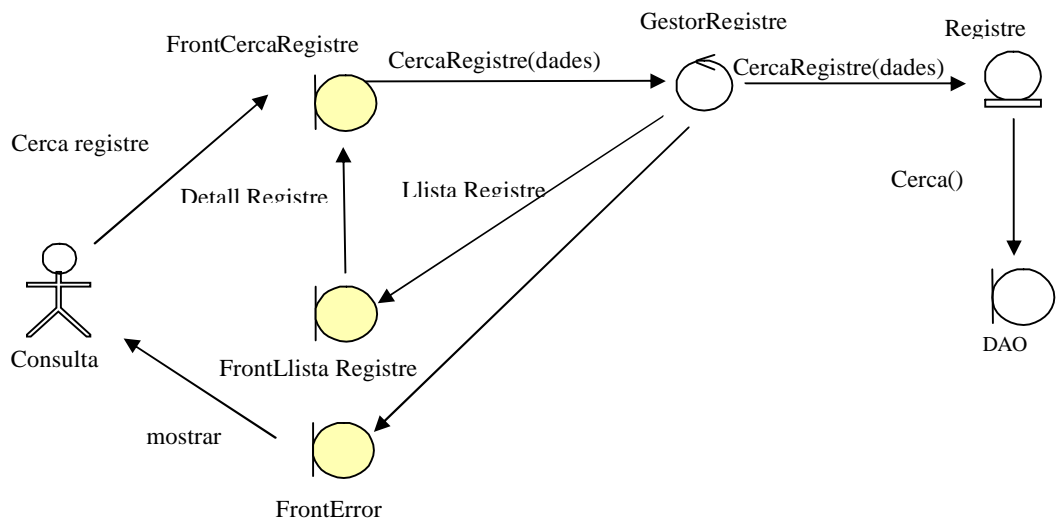 GestorRegistre
Registre
FrontCercaRegistre
CercaRegistre(dades)
CercaRegistre(dades)
Cerca registre
Cerca()
Detall Registre
Llista Registre
Consulta
DAO
FrontLlista Registre
mostrar
FrontError